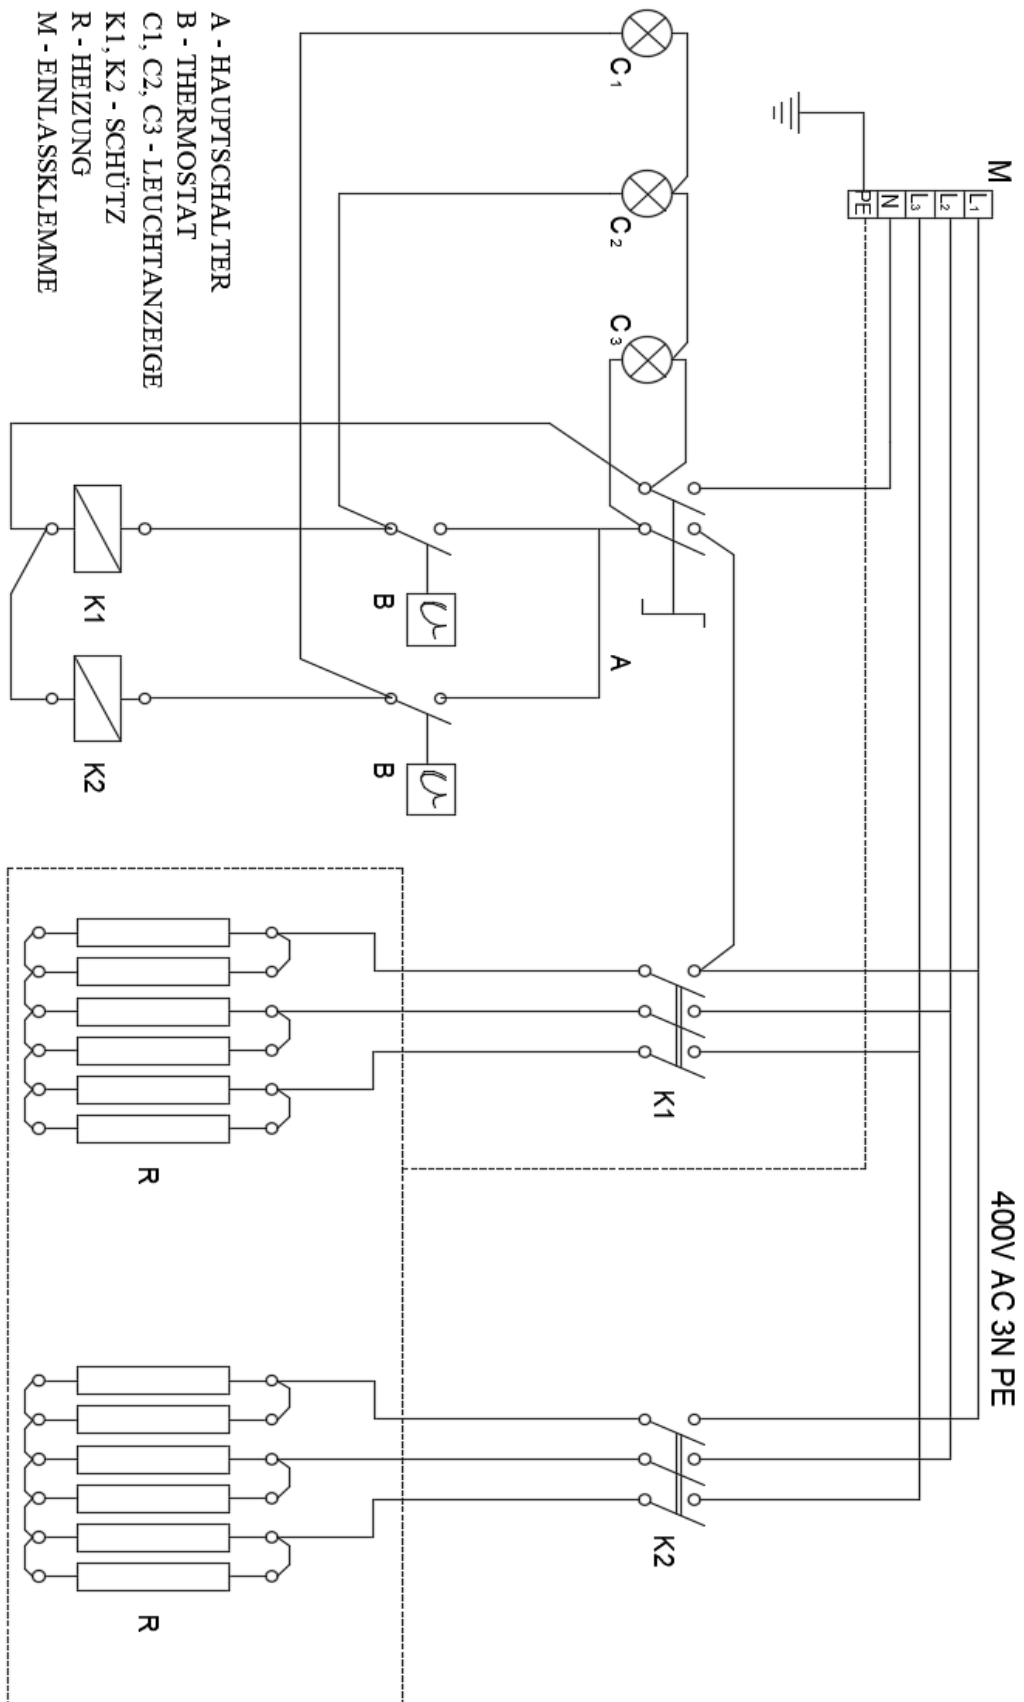 M
L1
L2
L3
N
PE
400V AC 3N PE
C1
C2
C3
A
B
B
K1
K2
K1
K2
R
R
A - HAUPTSCHALTER
B - THERMOSTAT
C1, C2, C3 - LEUCHTANZEIGE
K1, K2 - SCHÜTZ
R - HEIZUNG
M - EINLASSKLEMME